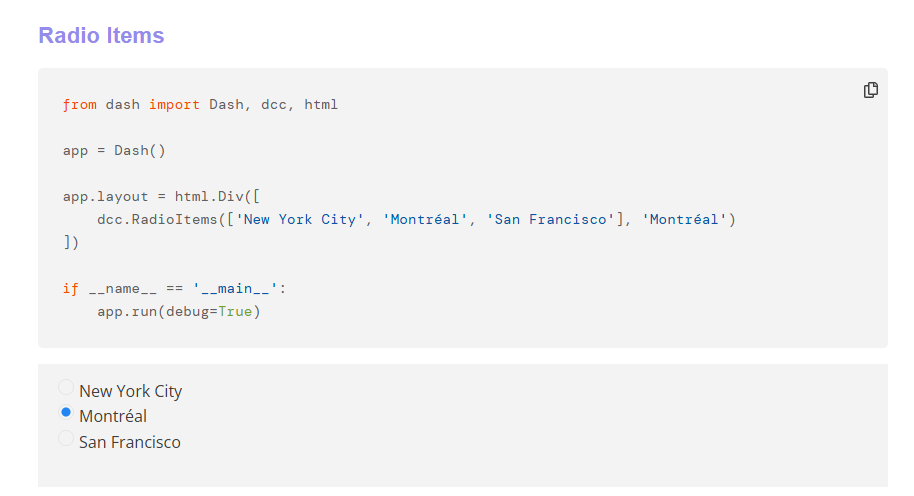 Radio Items
from dash import Dash, dcc, html
app = Dash()
app.layout = html.Div([
    dcc.RadioItems(['New York City', 'Montréal', 'San Francisco'], 'Montréal')
])
if __name__ == '__main__':
    app.run(debug=True)
New York City
Montréal
San Francisco